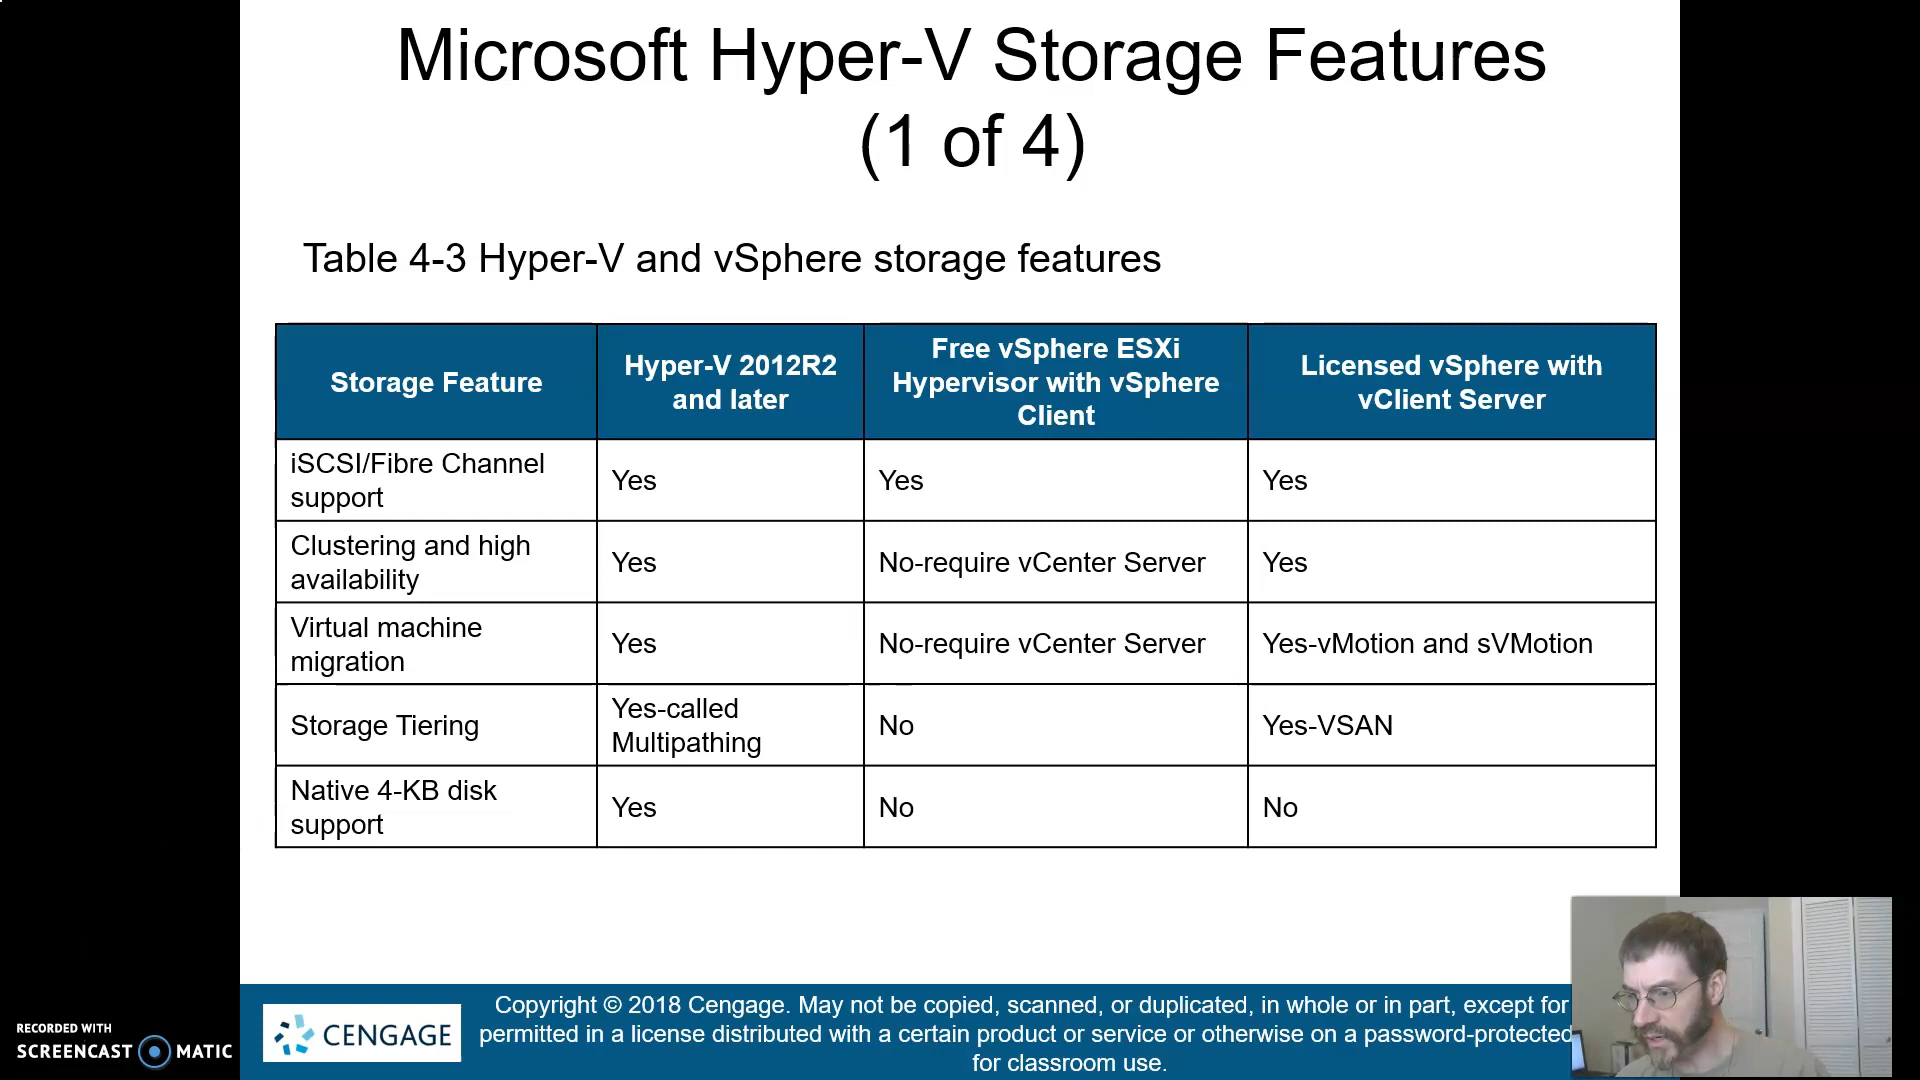 Microsoft Hyper-V Storage Features
(1 of 4)
Table 4-3 Hyper-V and vSphere storage features
Storage Feature
Hyper-V 2012R2
and later
Free vSphere ESXi
Hypervisor with vSphere
Client
Licensed vSphere with
vClient Server
iSCSI/Fibre Channel
support
Yes
Yes
Yes
Clustering and high
availability
Yes
No-require vCenter Server
Yes
Virtual machine
migration
Yes
No-require vCenter Server
Yes-vMotion and sVMotion
Storage Tiering
Yes-called
Multipathing
No
Yes-VSAN
Native 4-KB disk
support
Yes
No
No
CENGAGE
Copyright © 2018 Cengage. May not be copied, scanned, or duplicated, in whole or in part, except for
permitted in a license distributed with a certain product or service or otherwise on a password-protected
for classroom use.
RECORDED WITH
SCREENCAST MATIC